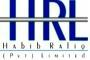 HRL
Habib Rafiq
(Pvt) Limited